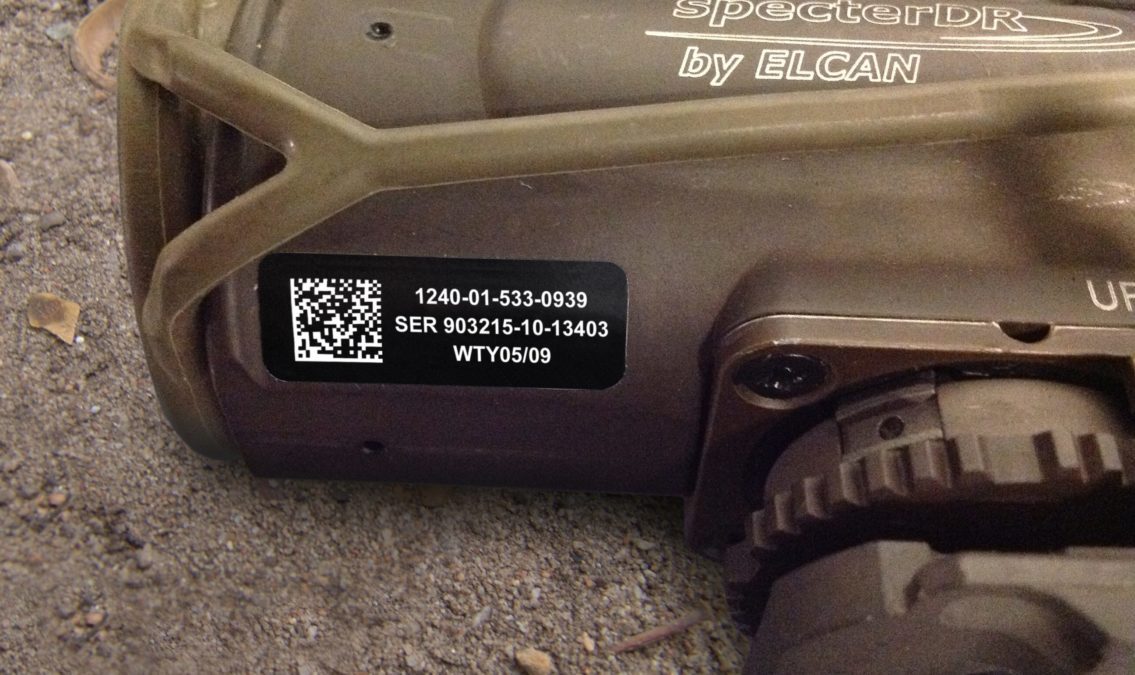 specterDR
by ELCAN
1240-01-533-0939
SER 903215-10-13403
WTY05/09